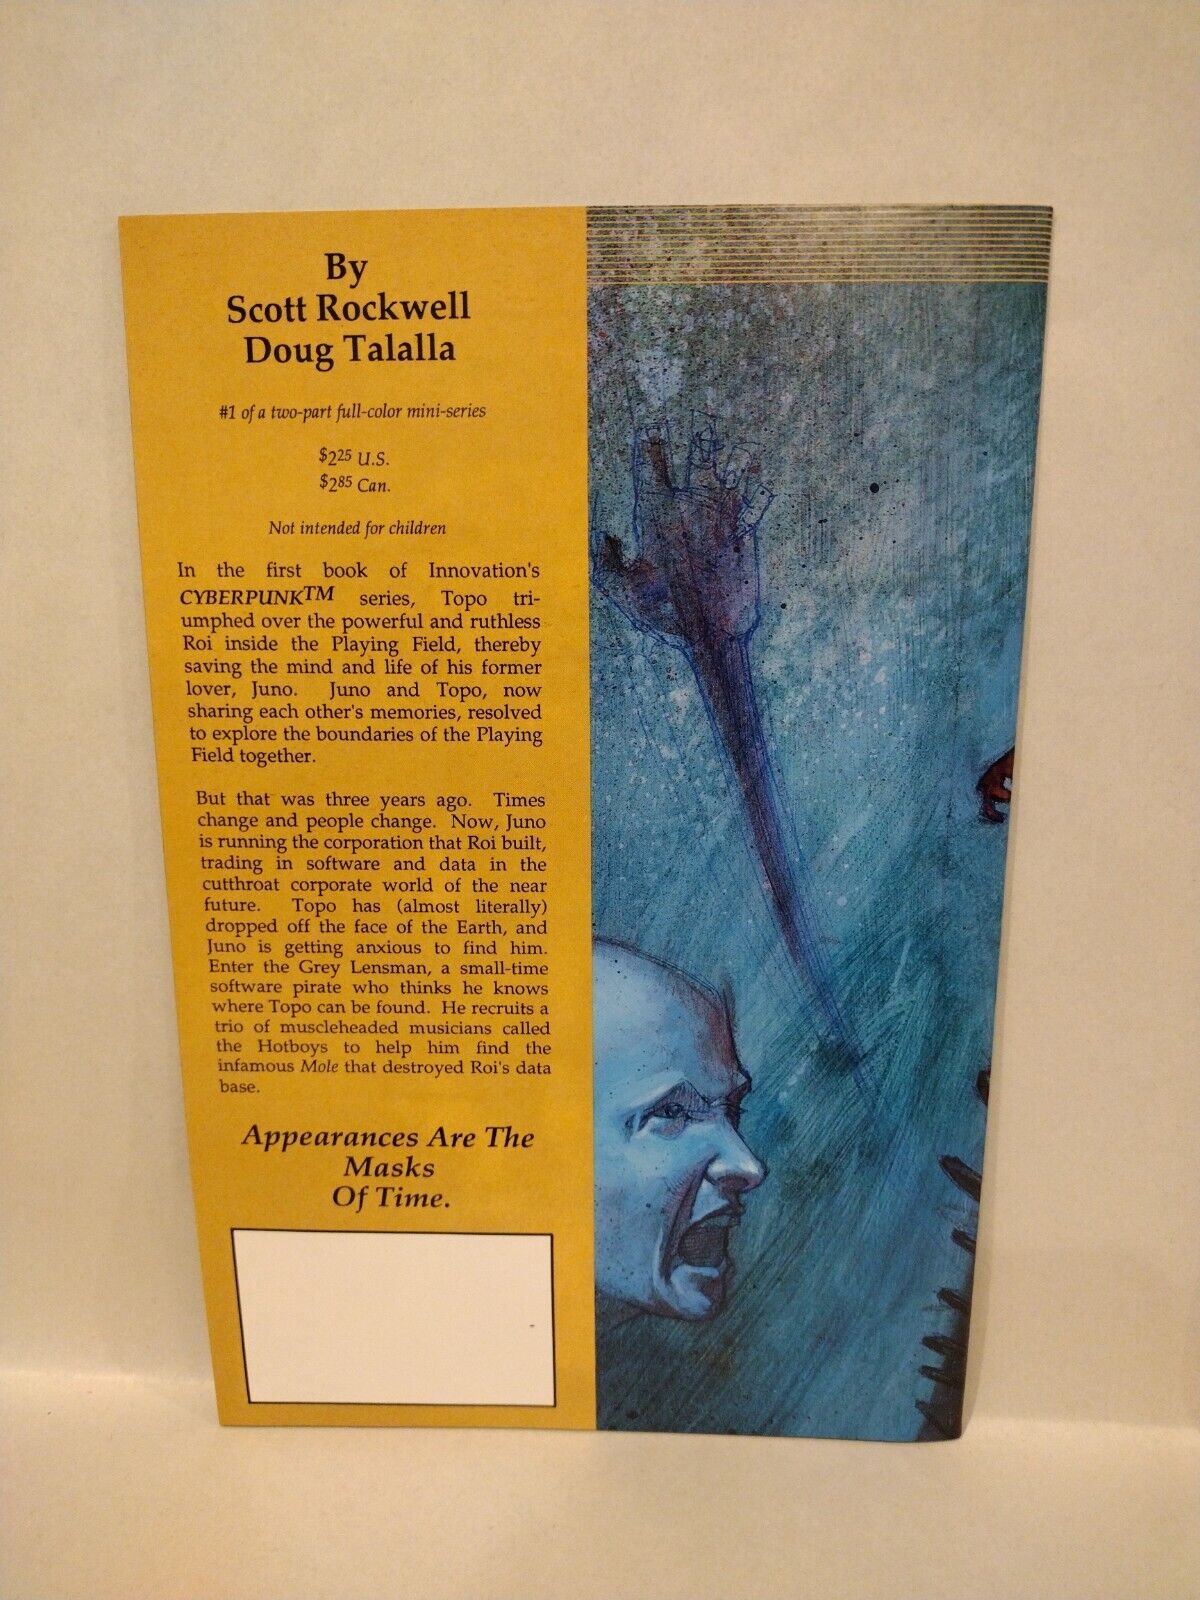 By
Scott Rockwell
Doug Talalla
#1 of a two-part full-color mini-series
$2.25 U.S.
$2.85 Can.
Not intended for children
In the first book of Innovation's
CYBERPUNK™ series, Topo tri-
umphed over the powerful and ruthless
Roi inside the Playing Field, thereby
saving the mind and life of his former
lover, Juno. Juno and Topo, now
sharing each other's memories, resolved
to explore the boundaries of the Playing
Field together.
But that was three years ago. Times
change and people change. Now, Juno
is running the corporation that Roi built,
trading in software and data in the
cutthroat corporate world of the near
future. Topo has (almost literally)
dropped off the face of the Earth, and
Juno is getting anxious to find him.
Enter the Grey Lensman, a small-time
software pirate who thinks he knows
where Topo can be found. He recruits a
trio of muscleheaded musicians called
the Hotboys to help him find the
infamous Mole that destroyed Roi's data
base.
Appearances Are The
Masks
Of Time.